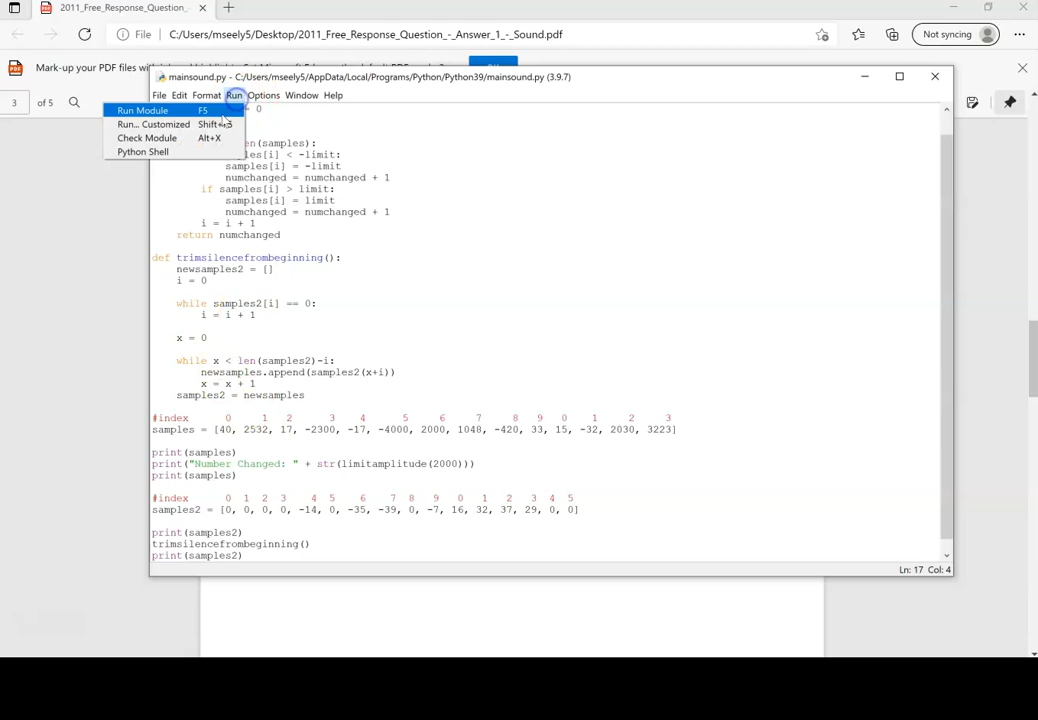 2011_Free_Response_Question_-
File C:/Users/mseely5/Desktop/2011_Free_Response_Question_-_Answer_1_-_Sound.pdf Not syncing
Mark-up your PDF files
3 of 5
mainsound.py - C:/Users/mseely5/AppData/Local/Programs/Python/Python39/mainsound.py (3.9.7)
File Edit Format Run Options Window Help
Run Module F5
Run... Customized
Check Module Alt+X
Python Shell
= 0
(samples):
[i] < -limit:
samples[i] = -limit
numchanged = numchanged + 1
if samples[i] > limit:
samples[i] = limit
numchanged = numchanged + 1
i = i + 1
return numchanged
def trimsilencefrombeginning():
newsamples2 = []
i = 0
while samples2[i] == 0:
i = i + 1
x = 0
while x < len(samples2)-i:
newsamples.append(samples2(x+i))
x = x + 1
samples2 = newsamples
#index 0 1 2 3 4 5 6 7 8 9 0 1 2 3
samples = [40, 2532, 17, -2300, -17, -4000, 2000, 1048, -420, 33, 15, -32, 2030, 3223]
print(samples)
print("Number Changed: " + str(limitamplitude(2000)))
print(samples)
#index 0 1 2 3 4 5 6 7 8 9 0 1 2 3 4 5
samples2 = [0, 0, 0, 0, -14, 0, -35, -39, 0, -7, 16, 32, 37, 29, 0, 0]
print(samples2)
trimsilencefrombeginning()
print(samples2)
Ln: 17 Col: 4